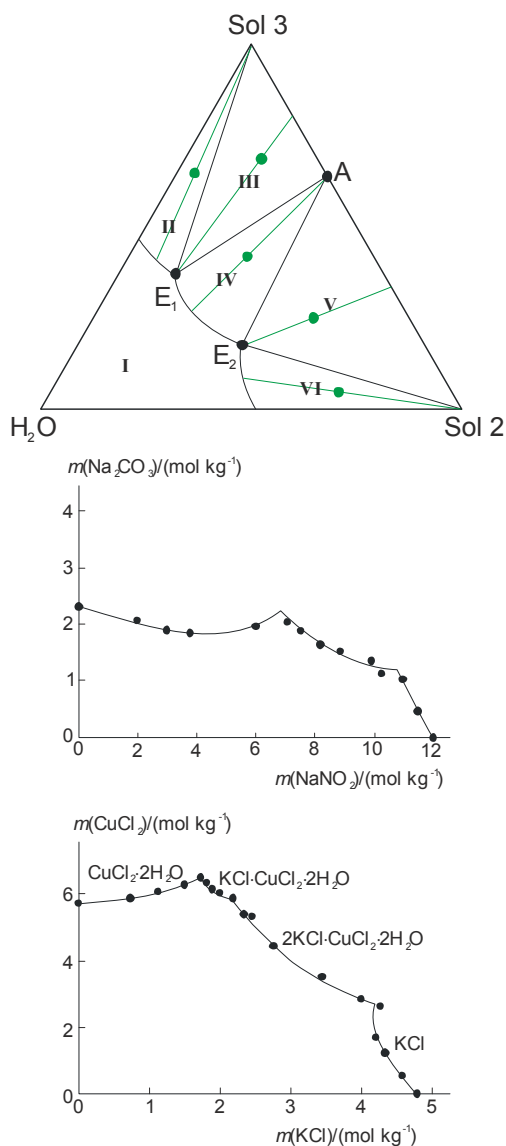 Sol 3
A
III
II
IV
E₁
V
E₂
I
VI
H₂O
Sol 2
m(Na₂CO₃)/(mol kg⁻¹)
4
3
2
1
0
0 2 4 6 8 10 12
m(NaNO₂)/(mol kg⁻¹)
m(CuCl₂)/(mol kg⁻¹)
CuCl₂·2H₂O KCl·CuCl₂·2H₂O
6
2KCl·CuCl₂·2H₂O
4
2
KCl
0
0 1 2 3 4 5
m(KCl)/(mol kg⁻¹)